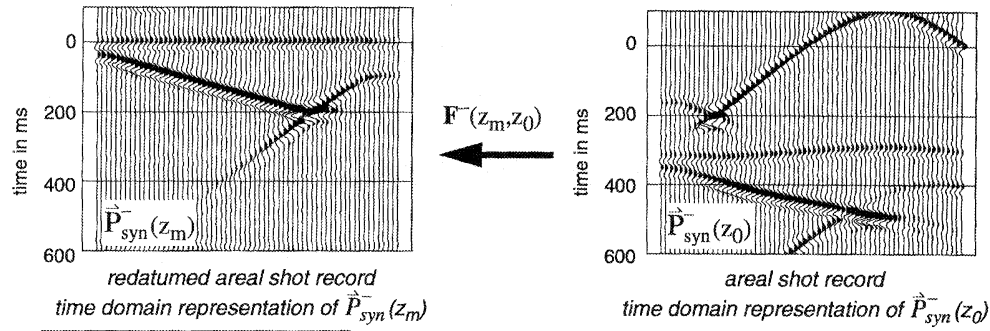 0
200
400
600
time in ms
P⃗⁻syn(zm)
redatumed areal shot record
time domain representation of P⃗⁻syn(zm)
F⁻(zm,z0)
0
200
400
600
time in ms
P⃗⁻syn(z0)
areal shot record
time domain representation of P⃗⁻syn(z0)